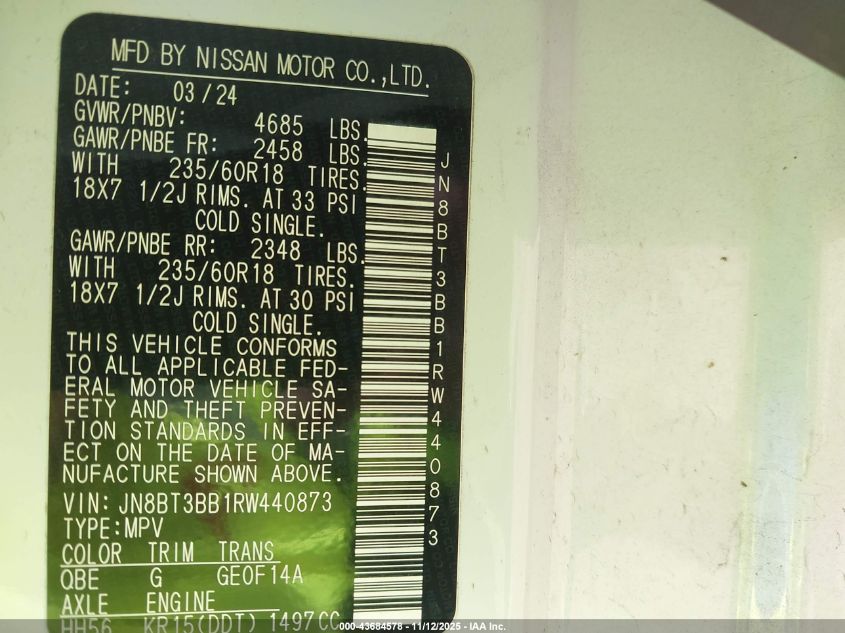 MFD BY NISSAN MOTOR CO.,LTD.
DATE: 03/24
GVWR/PNBV: 4685 LBS.
GAWR/PNBE FR: 2458 LBS.
WITH 235/60R18 TIRES.
18X7 1/2J RIMS. AT 33 PSI
COLD SINGLE.
GAWR/PNBE RR: 2348 LBS.
WITH 235/60R18 TIRES.
18X7 1/2J RIMS. AT 30 PSI
COLD SINGLE.
THIS VEHICLE CONFORMS
TO ALL APPLICABLE FED-
ERAL MOTOR VEHICLE SA-
FETY AND THEFT PREVEN-
TION STANDARDS IN EFF-
ECT ON THE DATE OF MA-
NUFACTURE SHOWN ABOVE.
VIN: JN8BT3BB1RW440873
TYPE:MPV
COLOR TRIM TRANS
QBE G GE0F14A
AXLE ENGINE
HH56 KR15(DDT) 1497CC
JN8BT3BB1RW440873
000-43684578 - 11/12/2025 - IAA Inc.